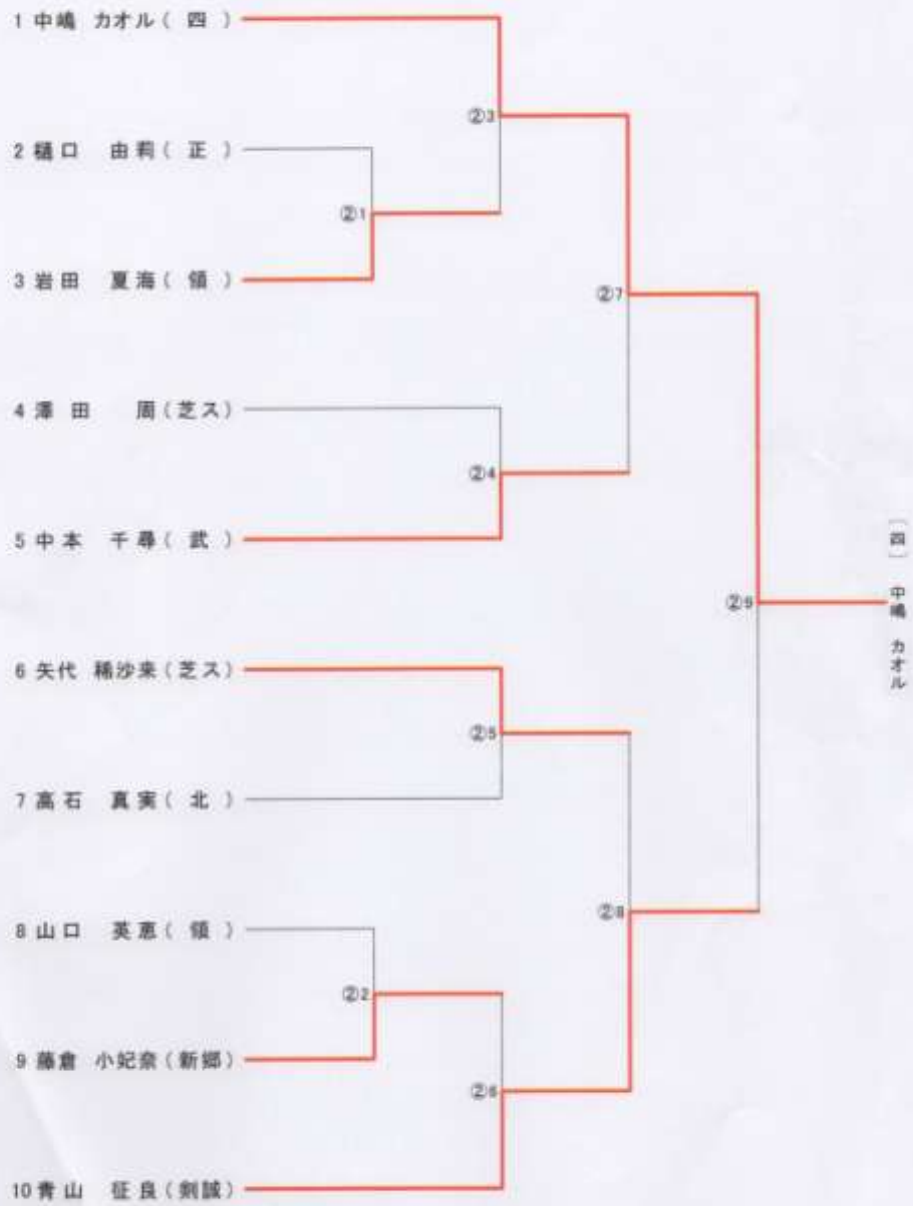 1 中嶋 カオル ( 四 )
②3
2 樋口 由莉 ( 正 )
②1
3 岩田 夏海 ( 領 )
②7
4 澤田 周 (芝ス)
②4
5 中本 千尋 ( 武 )
②9
[四] 中嶋 カオル
6 矢代 稀沙来 (芝ス)
②5
7 高石 真実 ( 北 )
②8
8 山口 英恵 ( 領 )
②2
9 藤倉 小妃奈 (新郷)
②6
10 青山 征良 (剣誠)